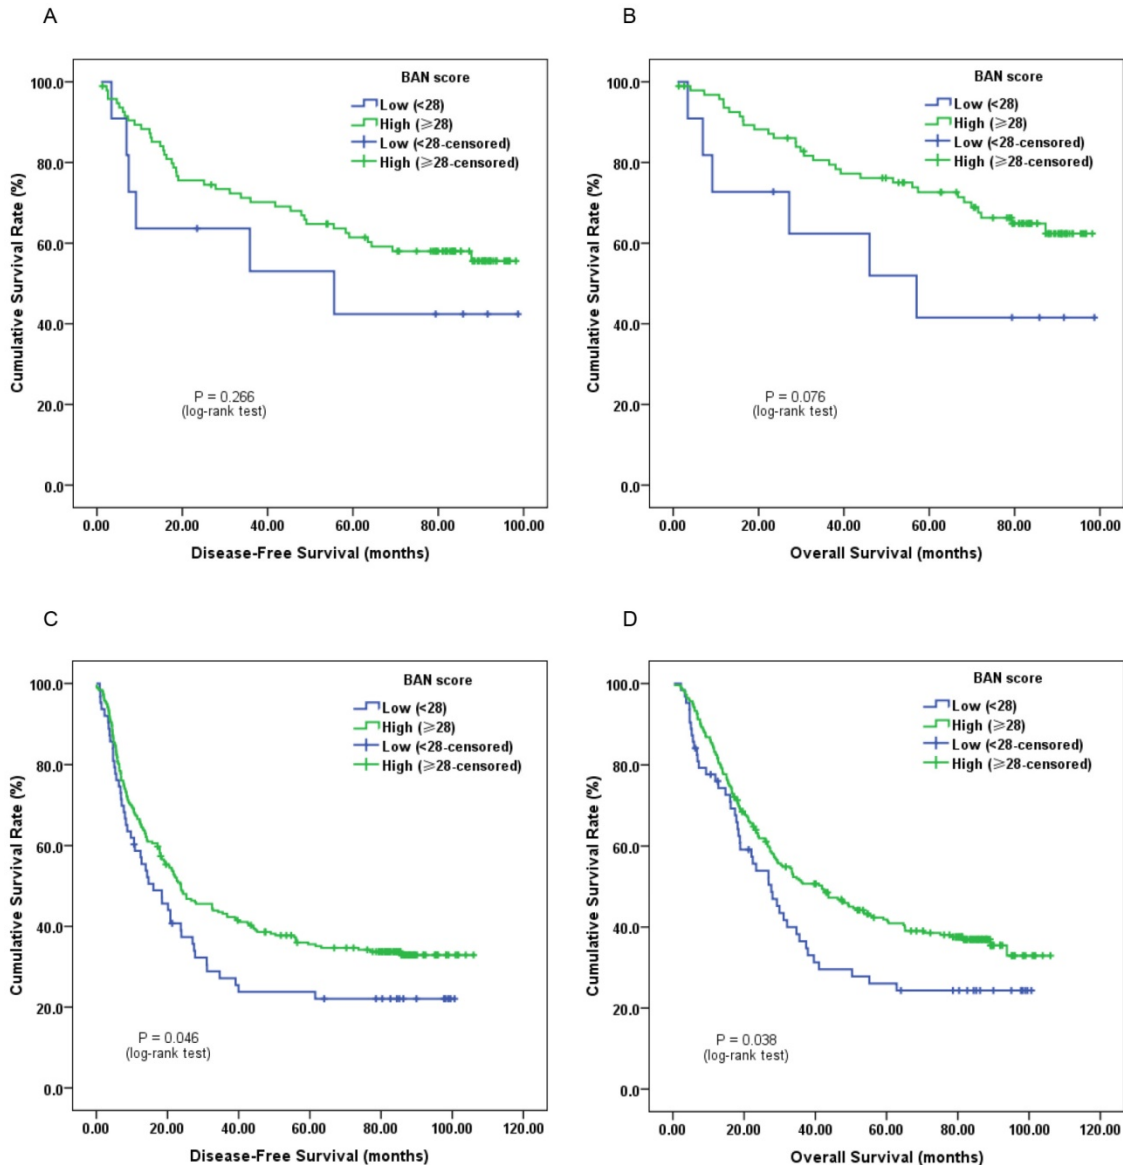 A
BAN score
Low (<28)
High (≥28)
Low (<28-censored)
High (≥28-censored)
100.0
80.0
60.0
40.0
20.0
0.0
Cumulative Survival Rate (%)
P = 0.266
(log-rank test)
0.00 20.00 40.00 60.00 80.00 100.00
Disease-Free Survival (months)
B
BAN score
Low (<28)
High (≥28)
Low (<28-censored)
High (≥28-censored)
100.0
80.0
60.0
40.0
20.0
0.0
Cumulative Survival Rate (%)
P = 0.076
(log-rank test)
0.00 20.00 40.00 60.00 80.00 100.00
Overall Survival (months)
C
BAN score
Low (<28)
High (≥28)
Low (<28-censored)
High (≥28-censored)
100.0
80.0
60.0
40.0
20.0
0.0
Cumulative Survival Rate (%)
P = 0.046
(log-rank test)
0.00 20.00 40.00 60.00 80.00 100.00 120.00
Disease-Free Survival (months)
D
BAN score
Low (<28)
High (≥28)
Low (<28-censored)
High (≥28-censored)
100.0
80.0
60.0
40.0
20.0
0.0
Cumulative Survival Rate (%)
P = 0.038
(log-rank test)
0.00 20.00 40.00 60.00 80.00 100.00 120.00
Overall Survival (months)